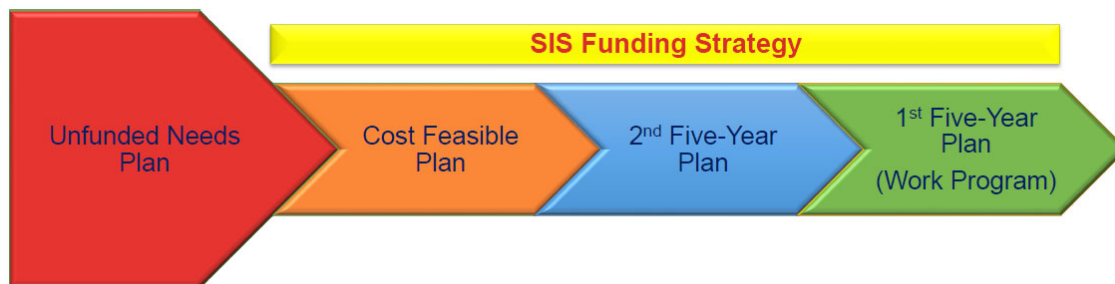 SIS Funding Strategy
Unfunded Needs
Plan
Cost Feasible
Plan
2nd Five-Year
Plan
1st Five-Year
Plan
(Work Program)